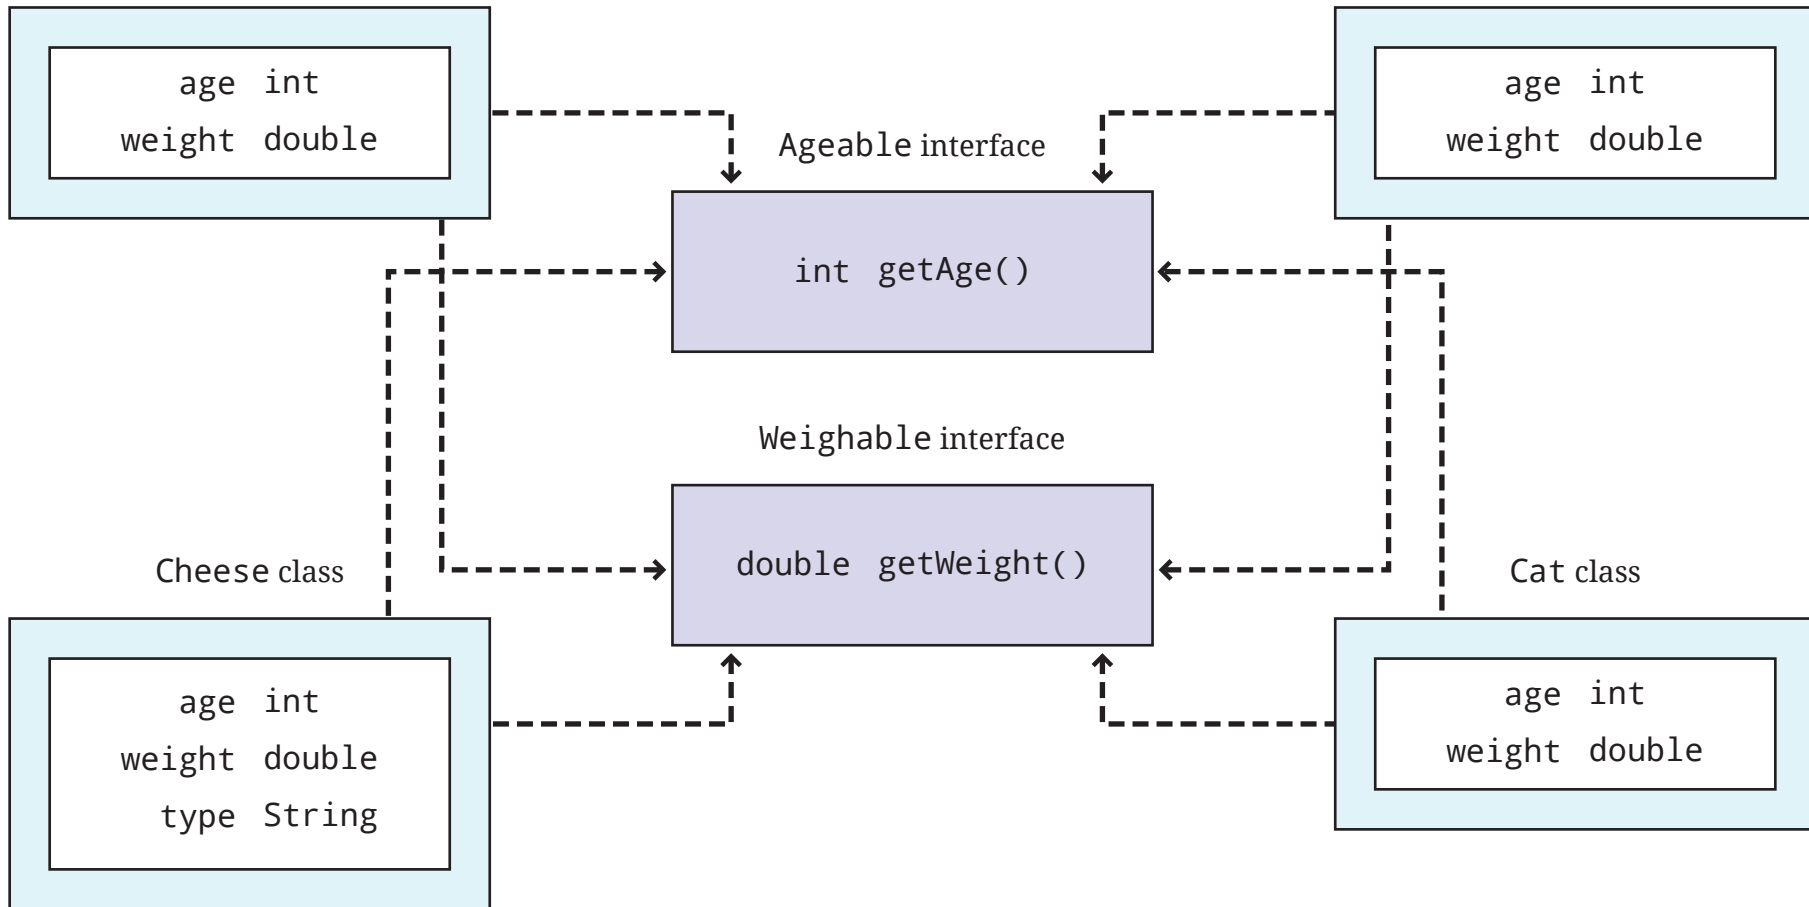 age int
weight double
Ageable interface
int getAge()
age int
weight double
Weighable interface
double getWeight()
Cheese class
age int
weight double
type String
Cat class
age int
weight double